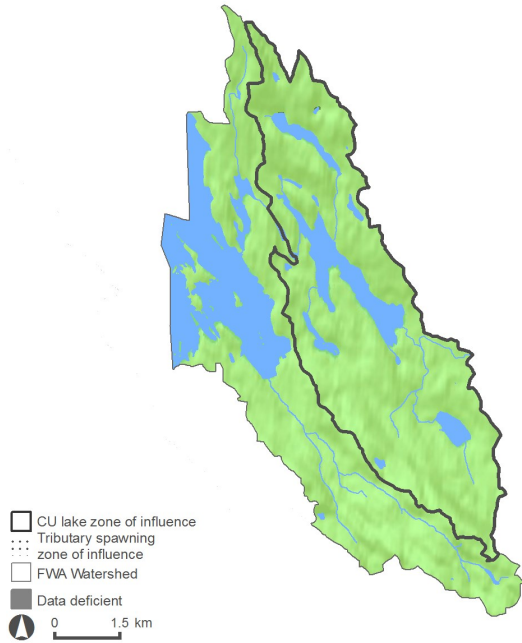 CU lake zone of influence
Tributary spawning
zone of influence
FWA Watershed
Data deficient
0 1.5 km